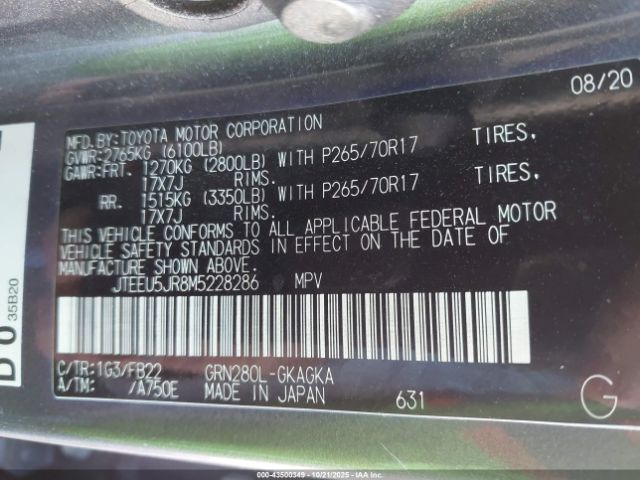 08/20
MFD.BY:TOYOTA MOTOR CORPORATION
GVWR:2765KG (6100LB)
GAWR:FRT. 1270KG (2800LB) WITH P265/70R17 TIRES,
17X7J RIMS.
RR. 1515KG (3350LB) WITH P265/70R17 TIRES,
17X7J RIMS.
THIS VEHICLE CONFORMS TO ALL APPLICABLE FEDERAL MOTOR
VEHICLE SAFETY STANDARDS IN EFFECT ON THE DATE OF
MANUFACTURE SHOWN ABOVE.
JTEEU5JR8M5228286 MPV
C/TR:1G3/FB22 GRN280L-GKAGKA
A/TM: /A750E MADE IN JAPAN 631 G
35B20
000-43500349 - 10/21/2025 - IAAI.COM